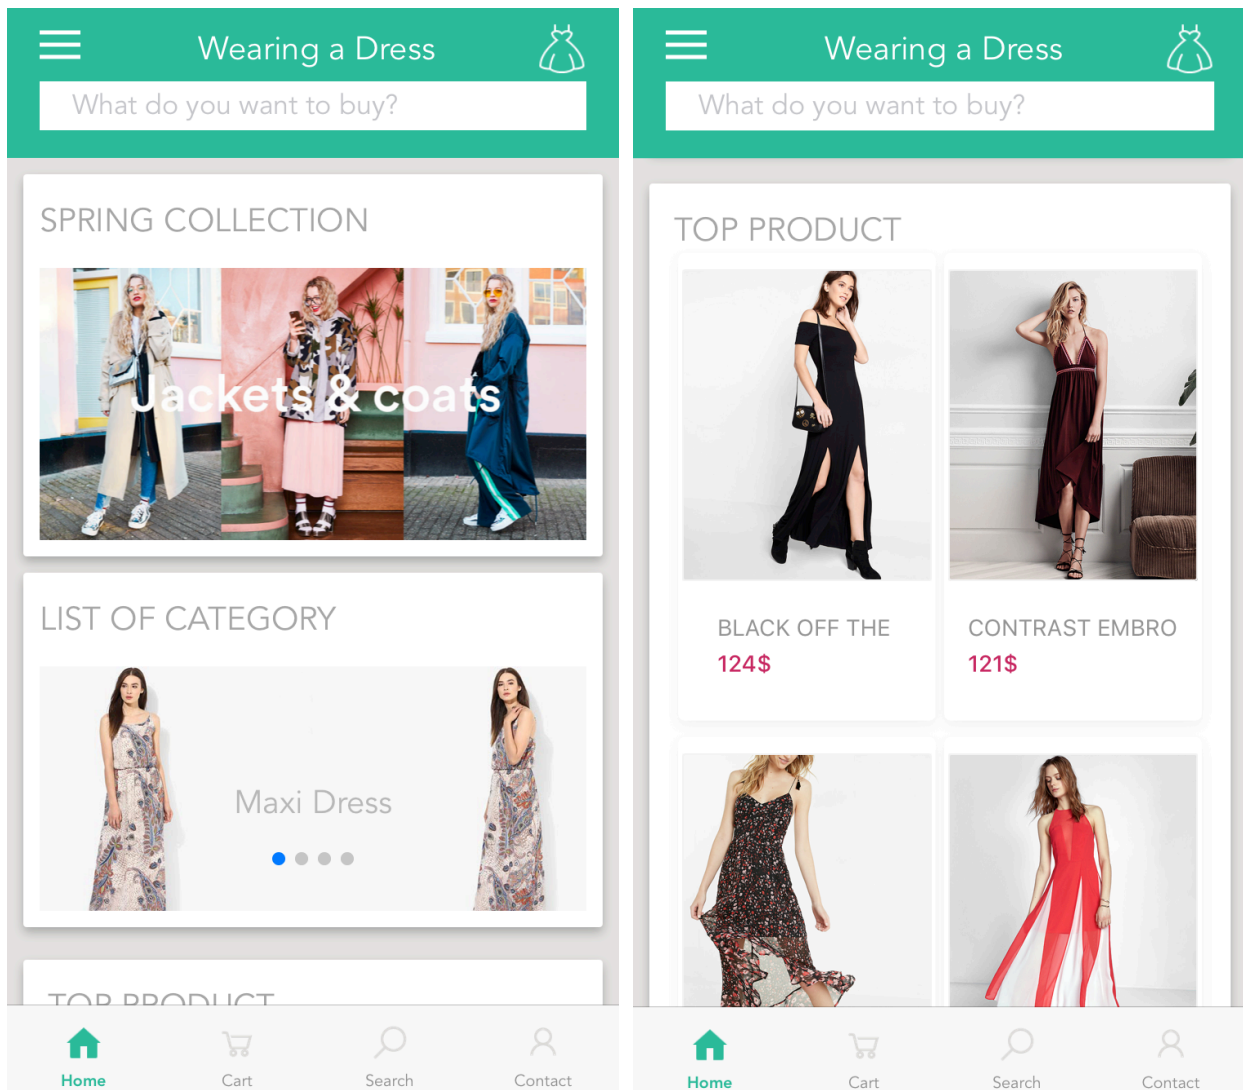 Wearing a Dress
What do you want to buy?
SPRING COLLECTION
Jackets & coats
LIST OF CATEGORY
Maxi Dress
TOP PRODUCT
Home
Cart
Search
Contact
Wearing a Dress
What do you want to buy?
TOP PRODUCT
BLACK OFF THE
124$
CONTRAST EMBRO
121$
Home
Cart
Search
Contact